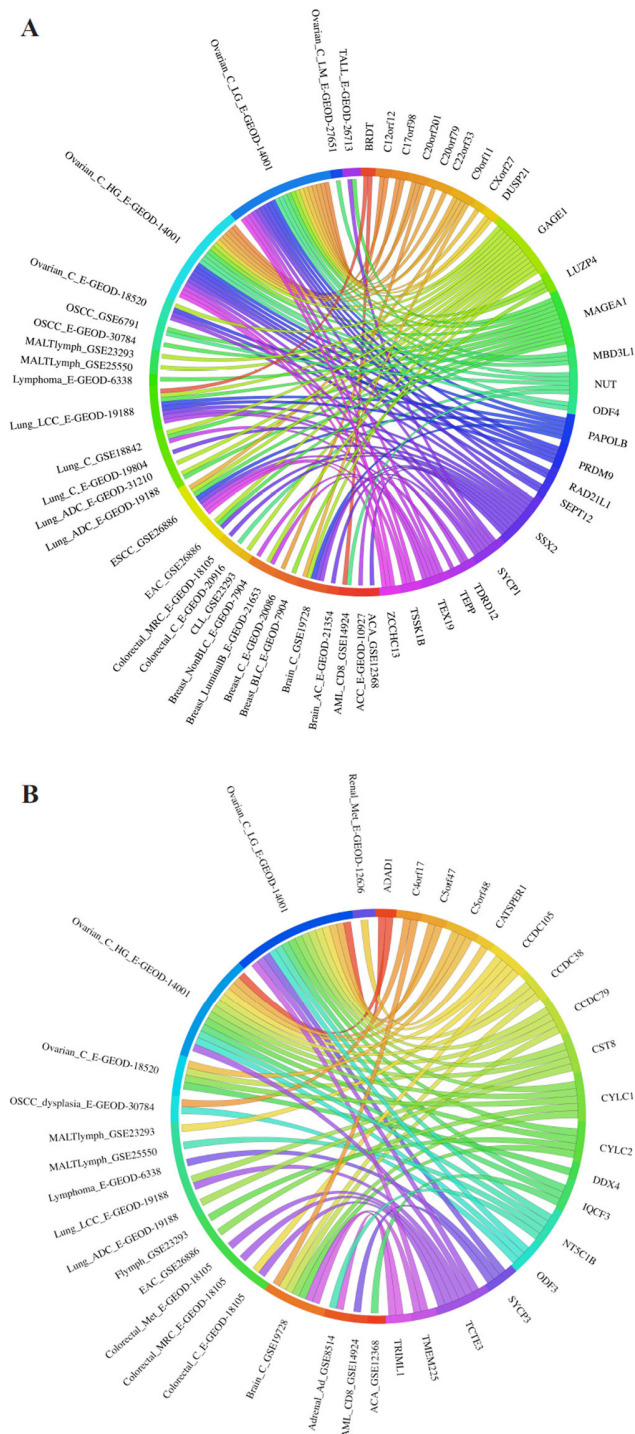 A
Ovarian_C_LG_E-GEOD-14001
Ovarian_C_LM_E-GEOD-27651
TALL_E-GEOD-26713
BRDT
C12orf12
C17orf98
C20orf201
C20orf79
C22orf33
C9orf11
CXorf27
DUSP21
GAGE1
LUZP4
MAGEA1
MBD3L1
NUT
ODF4
PAPOLB
PRDM9
RAD21L1
SEPT12
SSX2
SYCP1
TDRD12
TEPP
TEX19
TSSK1B
ZCCHC13
ACA_GSE12368
ACC_E-GEOD-10927
AML_CD8_GSE14924
Brain_AC_E-GEOD-21354
Brain_C_GSE19728
Breast_BLC_E-GEOD-7904
Breast_C_E-GEOD-20086
Breast_LuminalB_E-GEOD-21653
Breast_NonBLC_E-GEOD-7904
CLL_GSE23293
Colorectal_C_E-GEOD-20916
Colorectal_MRC_E-GEOD-18105
EAC_GSE26886
ESCC_GSE26886
Lung_ADC_E-GEOD-19188
Lung_ADC_E-GEOD-31210
Lung_C_E-GEOD-19804
Lung_C_GSE18842
Lung_LCC_E-GEOD-19188
Lymphoma_E-GEOD-6338
MALTLymph_GSE25550
MALTlymph_GSE23293
OSCC_E-GEOD-30784
OSCC_GSE6791
Ovarian_C_E-GEOD-18520
Ovarian_C_HG_E-GEOD-14001
B
Ovarian_C_LG_E-GEOD-14001
Renal_Met_E-GEOD-12606
ADAD1
C4orf17
C5orf47
C5orf48
CATSPER1
CCDC105
CCDC38
CCDC79
CST8
CYLC1
CYLC2
DDX4
IQCF3
NT5C1B
ODF3
SYCP3
TCTE3
TMEM225
TRIML1
ACA_GSE12368
AML_CD8_GSE14924
Adrenal_Ad_GSE8514
Brain_C_GSE19728
Colorectal_C_E-GEOD-18105
Colorectal_MRC_E-GEOD-18105
Colorectal_Met_E-GEOD-18105
EAC_GSE26886
Flymph_GSE23293
Lung_ADC_E-GEOD-19188
Lung_LCC_E-GEOD-19188
Lymphoma_E-GEOD-6338
MALTLymph_GSE25550
MALTlymph_GSE23293
OSCC_dysplasia_E-GEOD-30784
Ovarian_C_E-GEOD-18520
Ovarian_C_HG_E-GEOD-14001